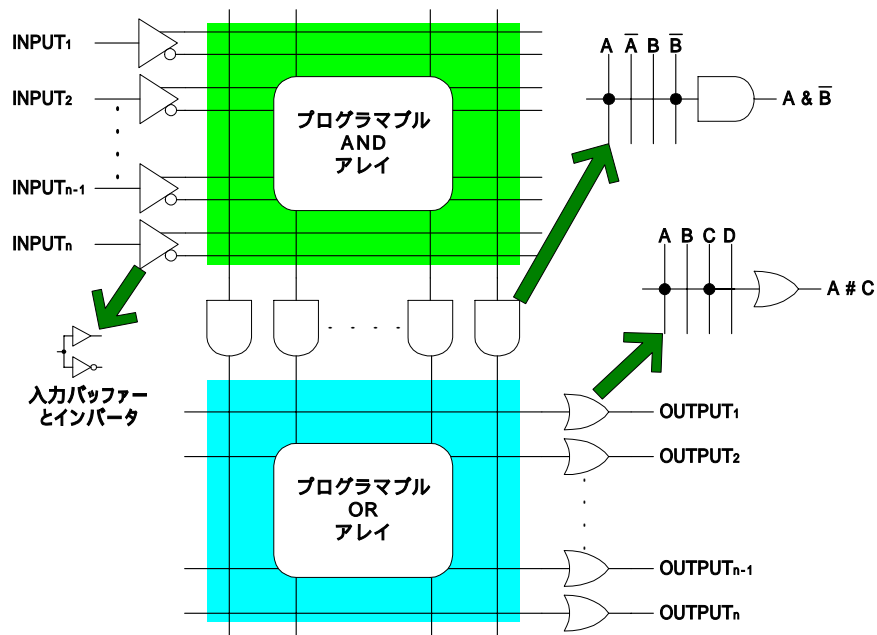 INPUT₁
INPUT₂
INPUTₙ₋₁
INPUTₙ
プログラマブル
AND
アレイ
A A̅ B B̅
A & B̅
A B C D
A # C
入力バッファー
とインバータ
プログラマブル
OR
アレイ
OUTPUT₁
OUTPUT₂
OUTPUTₙ₋₁
OUTPUTₙ